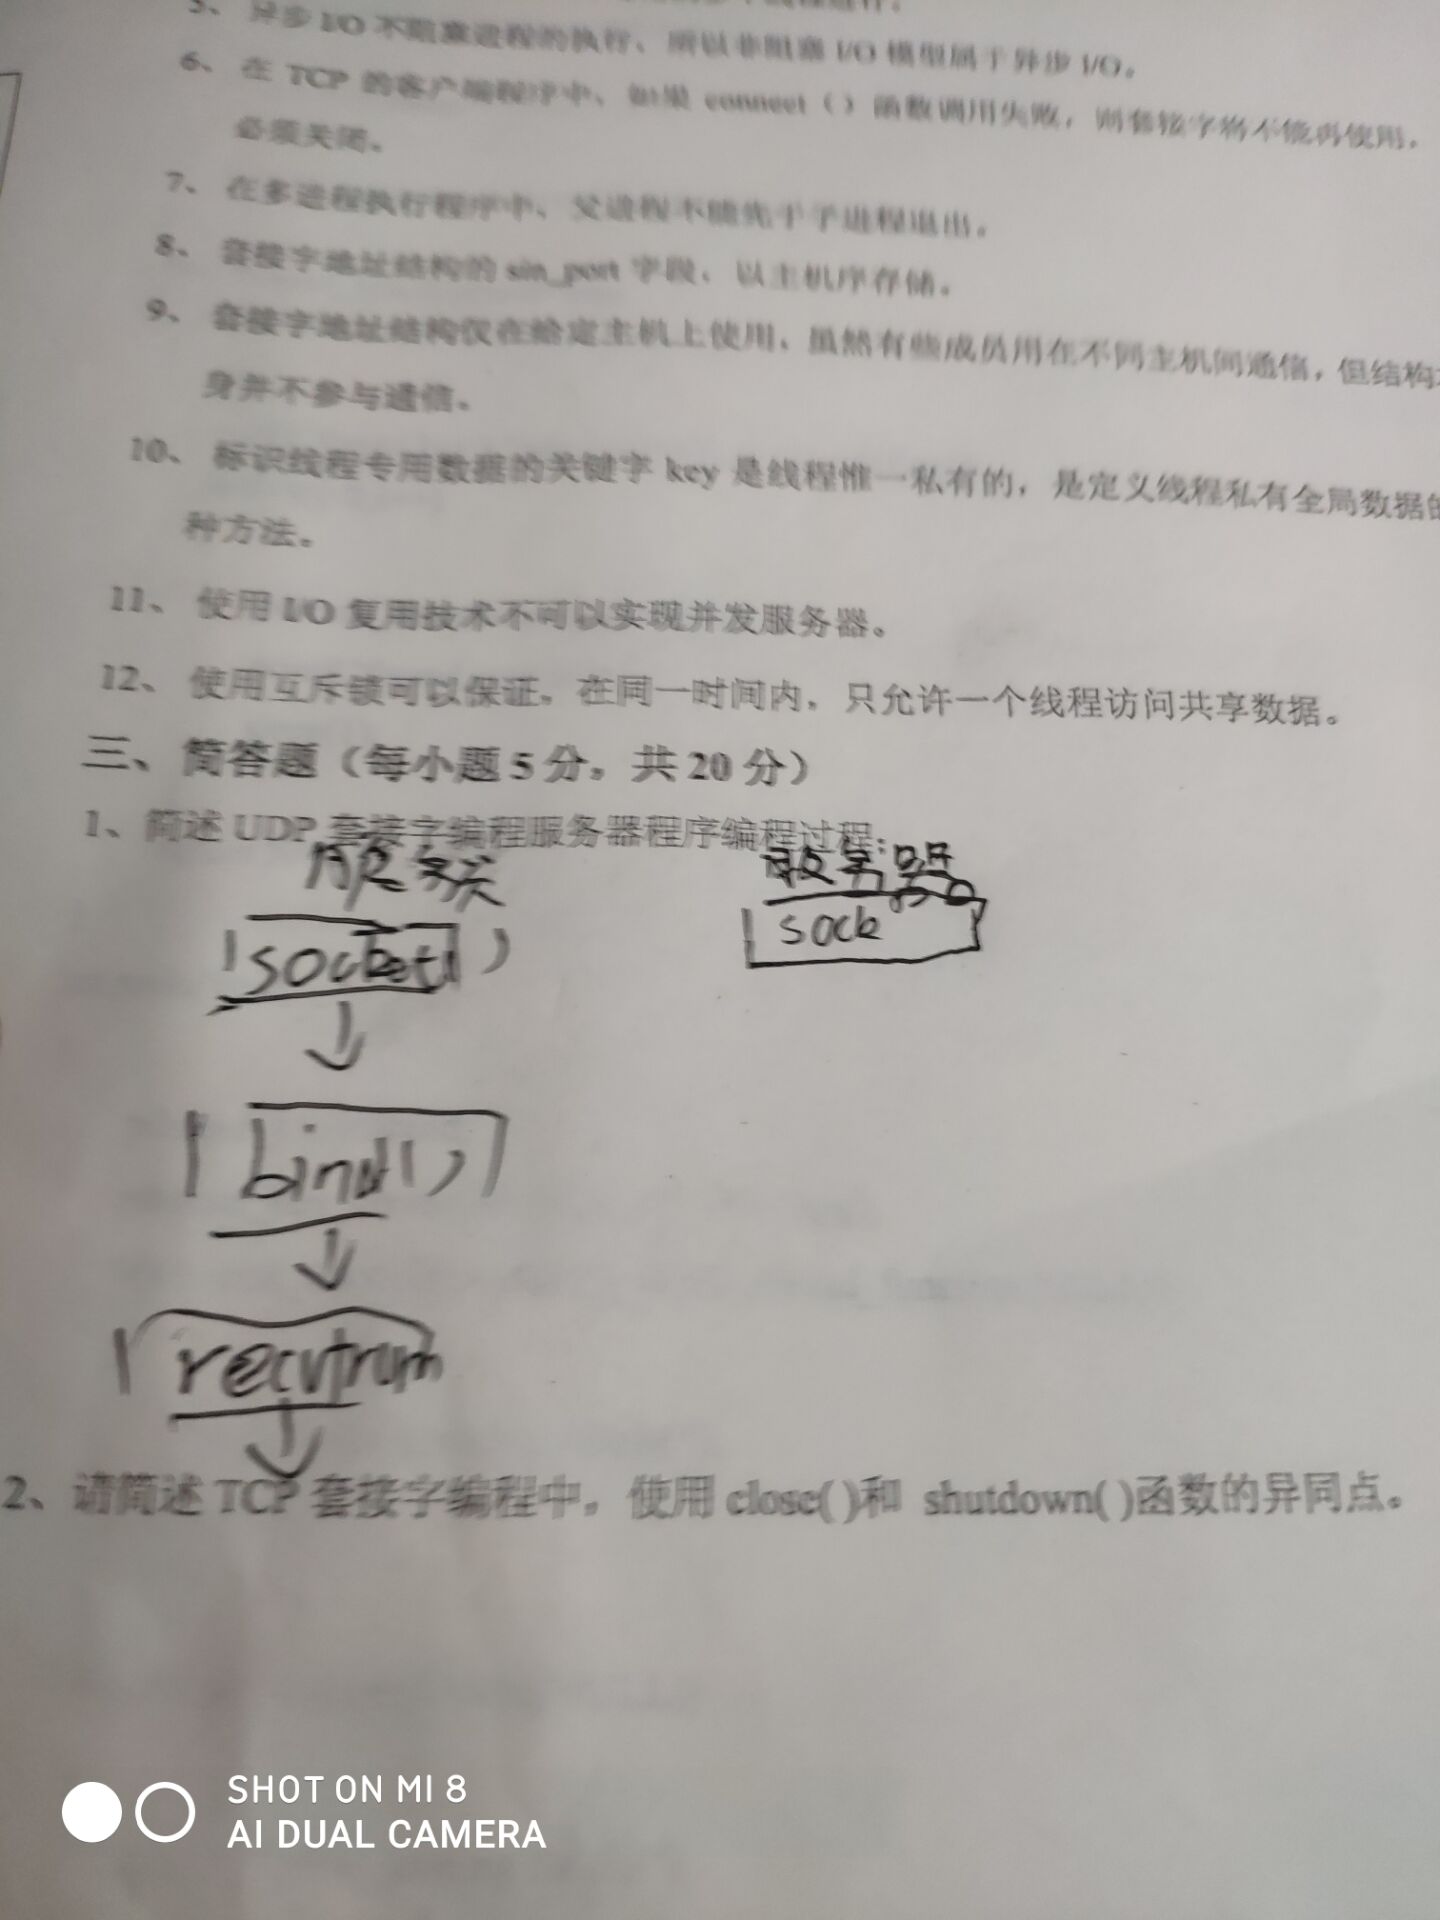 5、异步 I/O 不阻塞进程的执行、所以非阻塞 I/O 模型属于异步 I/O。
6、在 TCP 的客户端程序中、如果 connect（）函数调用失败，则套接字将不能再使用。
必须关闭。
7、在多进程执行程序中、父进程不能先于子进程退出。
8、套接字地址结构的 sin_port 字段、以主机序存储。
9、套接字地址结构仅在给定主机上使用、虽然有些成员用在不同主机间通信，但结构
身并不参与通信。
10、标识线程专用数据的关键字 key 是线程惟一私有的，是定义线程私有全局数据的
种方法。
11、使用 I/O 复用技术不可以实现并发服务器。
12、使用互斥锁可以保证，在同一时间内，只允许一个线程访问共享数据。
三、简答题（每小题 5 分，共 20 分）
1、简述 UDP 套接字编程服务器程序编程过程;
服务器
sock
socket( )
bind( )
recvfrom
2、请简述 TCP 套接字编程中，使用 close( )和 shutdown( )函数的异同点。
SHOT ON MI 8
AI DUAL CAMERA